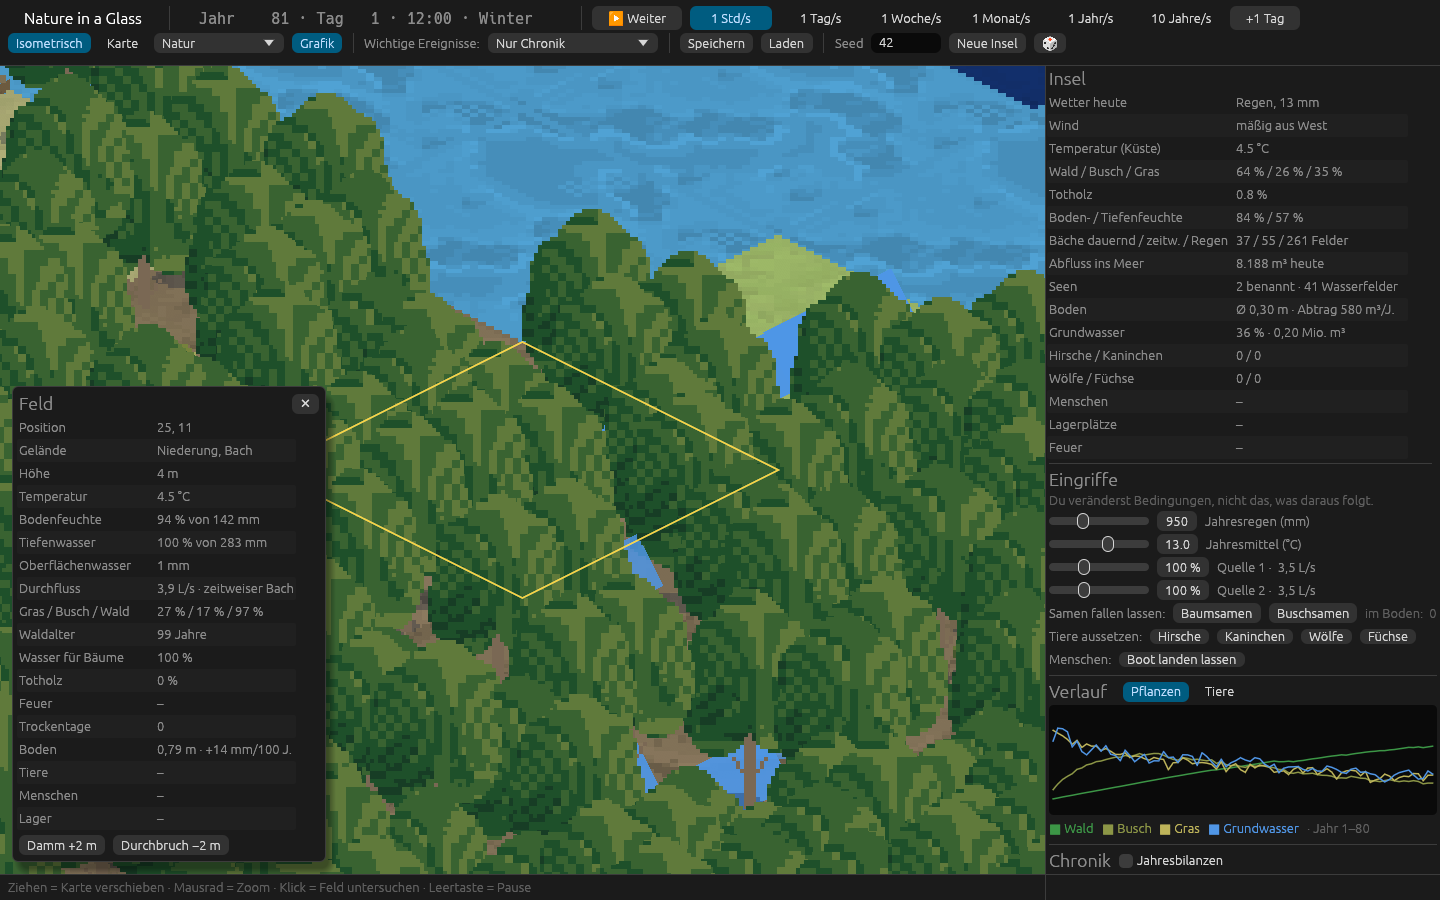 Nature in a Glass Jahr 81 · Tag 1 · 12:00 · Winter Weiter 1 Std/s 1 Tag/s 1 Woche/s 1 Monat/s 1 Jahr/s 10 Jahre/s +1 Tag
Isometrisch Karte Natur Grafik Wichtige Ereignisse: Nur Chronik Speichern Laden Seed 42 Neue Insel
Insel
Wetter heute Regen, 13 mm
Wind mäßig aus West
Temperatur (Küste) 4.5 °C
Wald / Busch / Gras 64 % / 26 % / 35 %
Totholz 0.8 %
Boden- / Tiefenfeuchte 84 % / 57 %
Bäche dauernd / zeitw. / Regen 37 / 55 / 261 Felder
Abfluss ins Meer 8.188 m³ heute
Seen 2 benannt · 41 Wasserfelder
Boden Ø 0,30 m · Abtrag 580 m³/J.
Grundwasser 36 % · 0,20 Mio. m³
Hirsche / Kaninchen 0 / 0
Wölfe / Füchse 0 / 0
Menschen –
Lagerplätze –
Feuer –
Eingriffe
Du veränderst Bedingungen, nicht das, was daraus folgt.
950 Jahresregen (mm)
13.0 Jahresmittel (°C)
100 % Quelle 1 · 3,5 L/s
100 % Quelle 2 · 3,5 L/s
Samen fallen lassen: Baumsamen Buschsamen im Boden: 0
Tiere aussetzen: Hirsche Kaninchen Wölfe Füchse
Menschen: Boot landen lassen
Verlauf Pflanzen Tiere
Wald Busch Gras Grundwasser · Jahr 1–80
Chronik Jahresbilanzen
Feld ✕
Position 25, 11
Gelände Niederung, Bach
Höhe 4 m
Temperatur 4.5 °C
Bodenfeuchte 94 % von 142 mm
Tiefenwasser 100 % von 283 mm
Oberflächenwasser 1 mm
Durchfluss 3,9 L/s · zeitweiser Bach
Gras / Busch / Wald 27 % / 17 % / 97 %
Waldalter 99 Jahre
Wasser für Bäume 100 %
Totholz 0 %
Feuer –
Trockentage 0
Boden 0,79 m · +14 mm/100 J.
Tiere –
Menschen –
Lager –
Damm +2 m Durchbruch −2 m
Ziehen = Karte verschieben · Mausrad = Zoom · Klick = Feld untersuchen · Leertaste = Pause